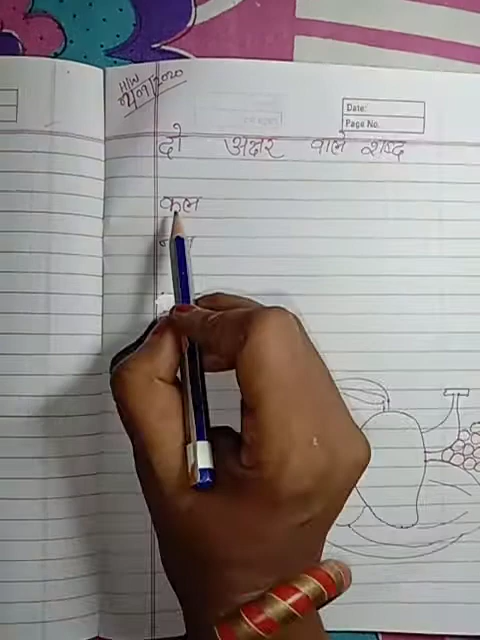 H/W
Date:
Page No.
दो अक्षर वाले शब्द
कल